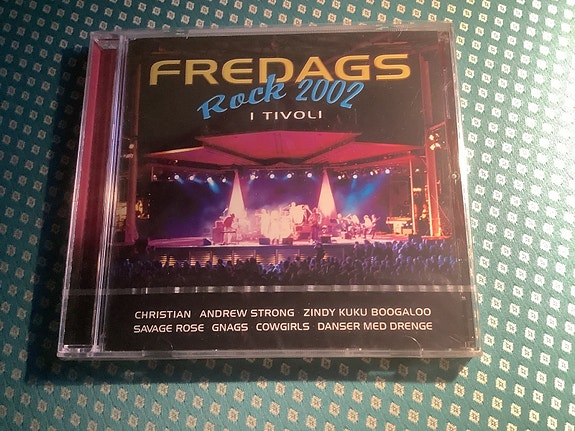 FREDAGS
Rock 2002
I TIVOLI
CHRISTIAN ANDREW STRONG ZINDY KUKU BOOGALOO
SAVAGE ROSE GNAGS COWGIRLS DANSER MED DRENGE